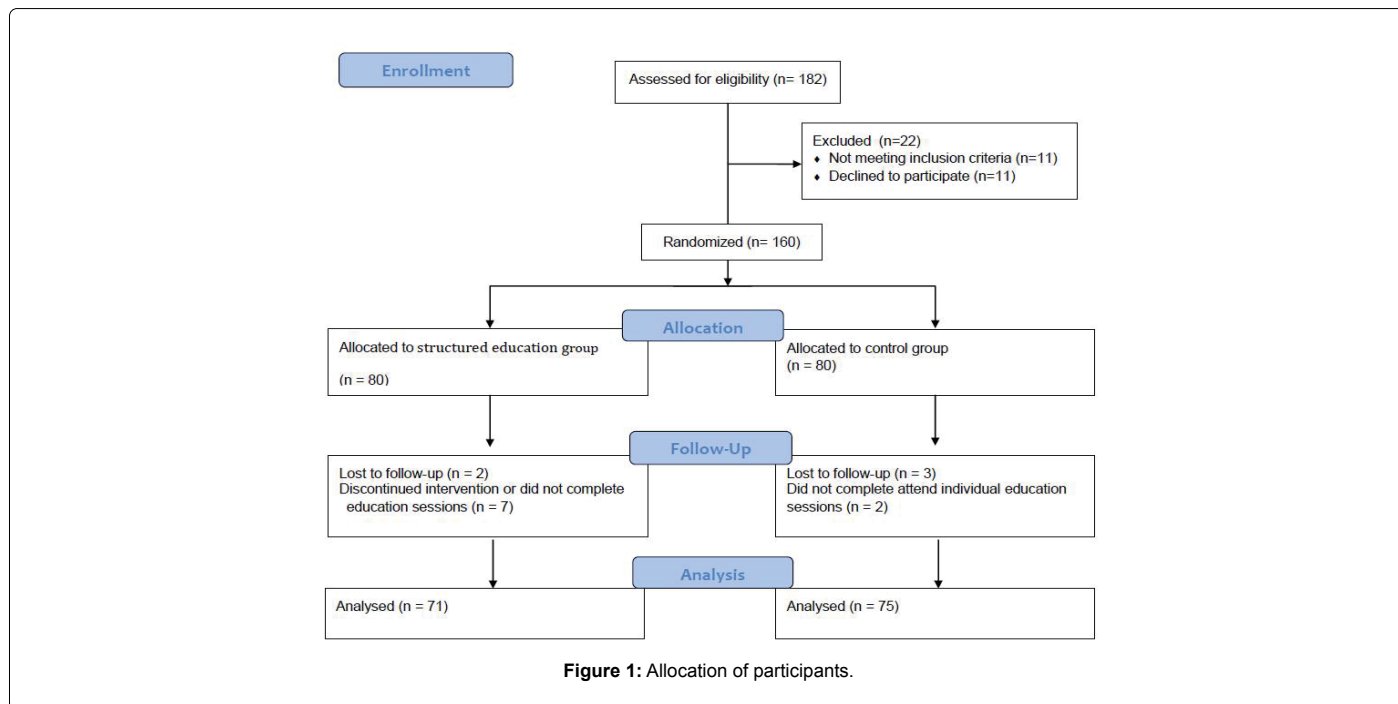 Enrollment
Assessed for eligibility (n= 182)
Excluded (n=22)
♦ Not meeting inclusion criteria (n=11)
♦ Declined to participate (n=11)
Randomized (n= 160)
Allocation
Allocated to structured education group
(n = 80)
Allocated to control group
(n = 80)
Follow-Up
Lost to follow-up (n = 2)
Discontinued intervention or did not complete
education sessions (n = 7)
Lost to follow-up (n = 3)
Did not complete attend individual education
sessions (n = 2)
Analysis
Analysed (n = 71)
Analysed (n = 75)
Figure 1: Allocation of participants.